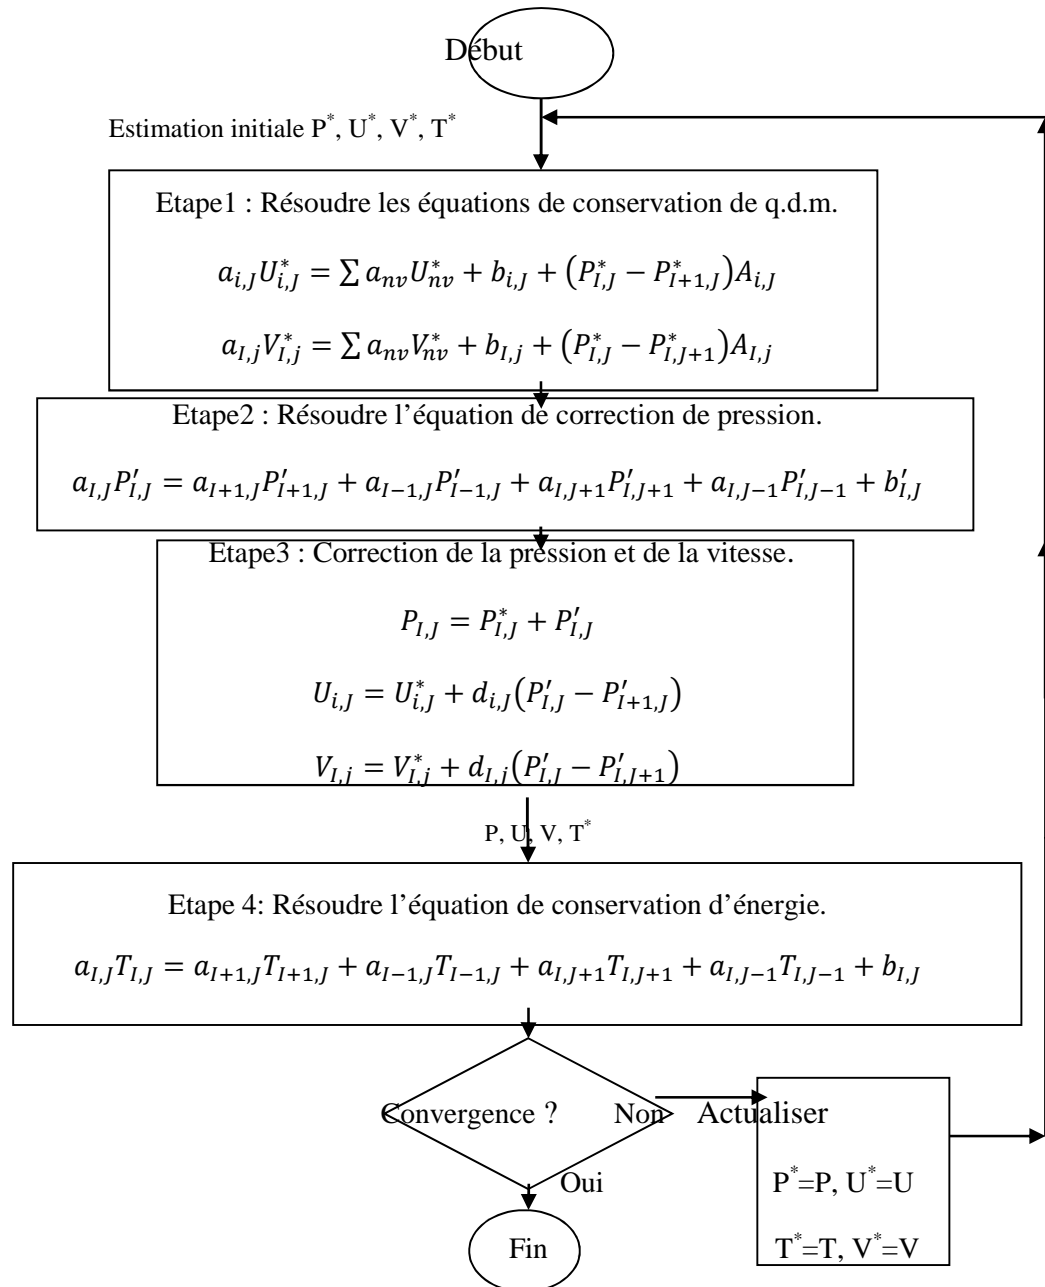 Début
Estimation initiale P*, U*, V*, T*
Etape1 : Résoudre les équations de conservation de q.d.m.
a_{i,J}U^*_{i,J} = ∑ a_{nv}U^*_{nv} + b_{i,J} + (P^*_{I,J} − P^*_{I+1,J})A_{i,J}
a_{I,j}V^*_{I,j} = ∑ a_{nv}V^*_{nv} + b_{I,j} + (P^*_{I,J} − P^*_{I,J+1})A_{I,j}
Etape2 : Résoudre l’équation de correction de pression.
a_{I,J}P'_{I,J} = a_{I+1,J}P'_{I+1,J} + a_{I−1,J}P'_{I−1,J} + a_{I,J+1}P'_{I,J+1} + a_{I,J−1}P'_{I,J−1} + b'_{I,J}
Etape3 : Correction de la pression et de la vitesse.
P_{I,J} = P^*_{I,J} + P'_{I,J}
U_{i,J} = U^*_{i,J} + d_{i,J}(P'_{I,J} − P'_{I+1,J})
V_{I,j} = V^*_{I,j} + d_{I,j}(P'_{I,J} − P'_{I,J+1})
P, U, V, T*
Etape 4: Résoudre l’équation de conservation d’énergie.
a_{I,J}T_{I,J} = a_{I+1,J}T_{I+1,J} + a_{I−1,J}T_{I−1,J} + a_{I,J+1}T_{I,J+1} + a_{I,J−1}T_{I,J−1} + b_{I,J}
Convergence ? Non Actualiser
Oui
P*=P, U*=U
T*=T, V*=V
Fin